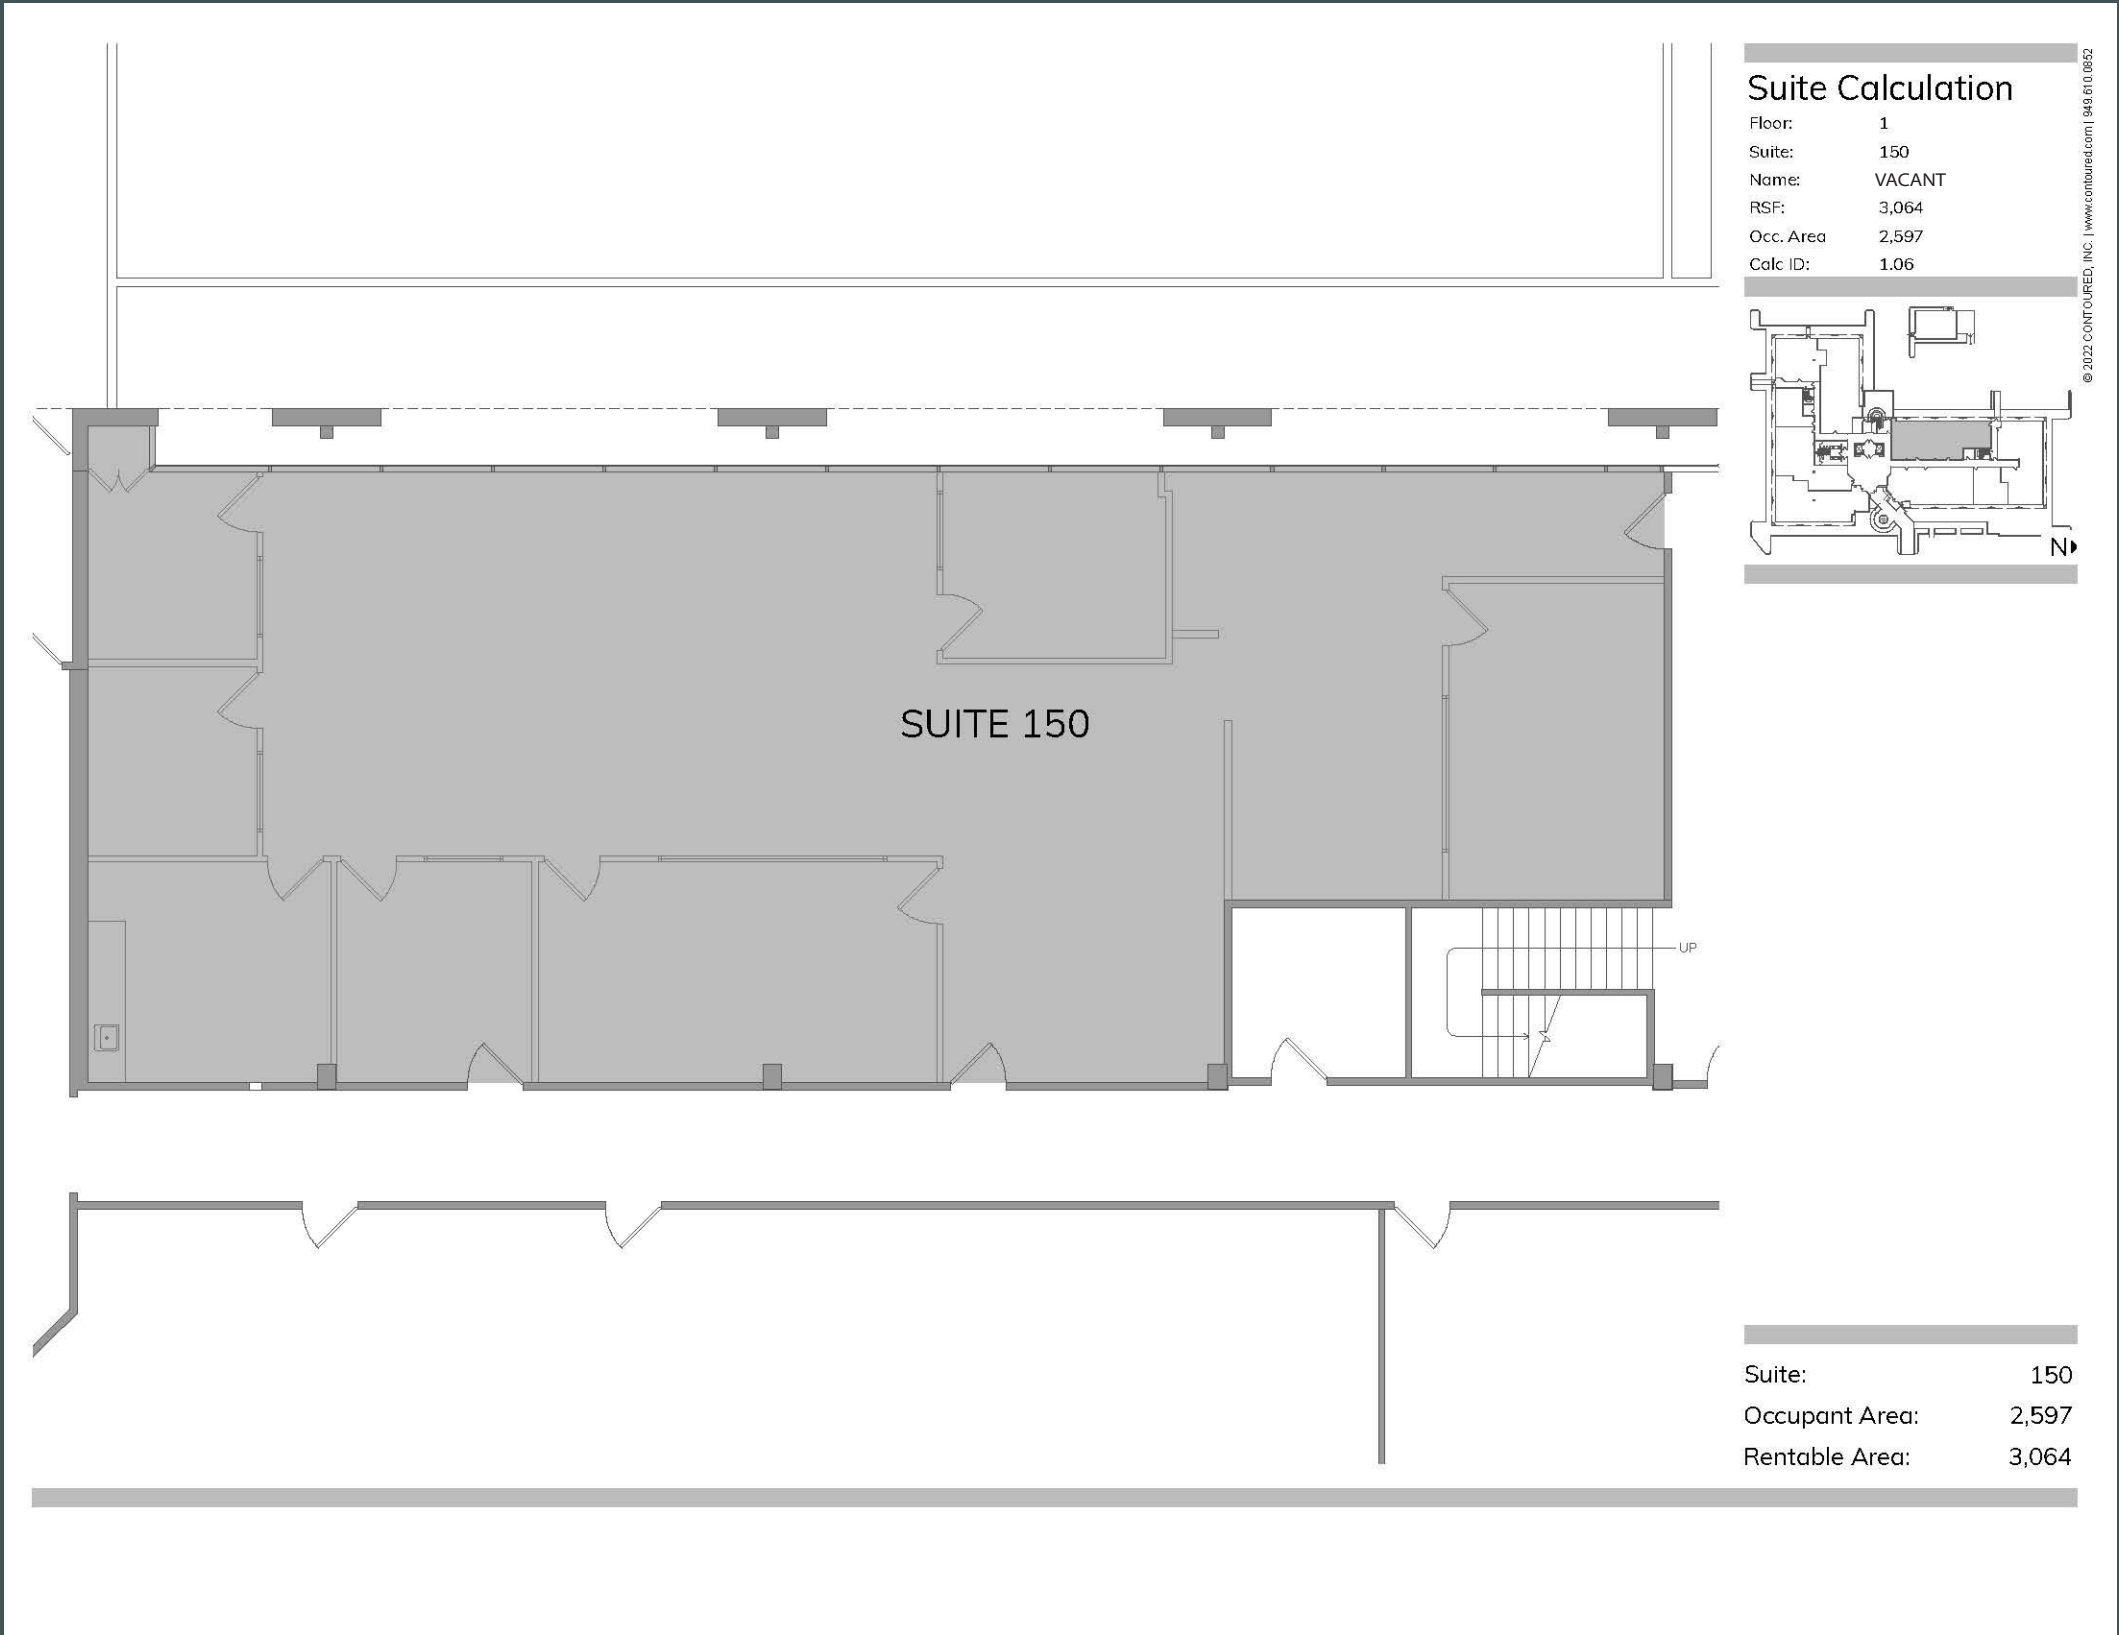 Suite Calculation
Floor: 1
Suite: 150
Name: VACANT
RSF: 3,064
Occ. Area 2,597
Calc ID: 1.06
© 2022 CONTOURED, INC. | www.contoured.com | 949.610.0852
N
SUITE 150
UP
Suite: 150
Occupant Area: 2,597
Rentable Area: 3,064